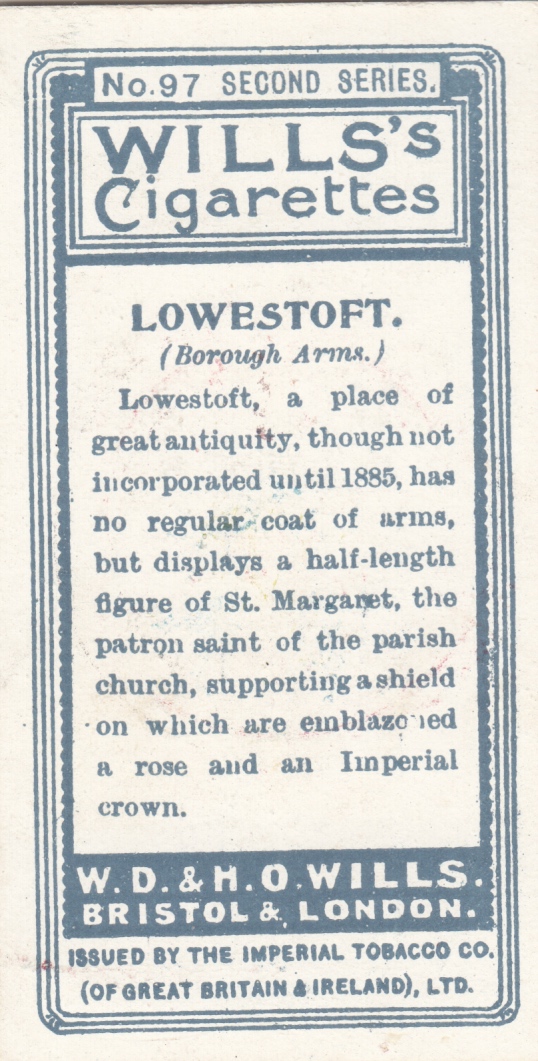 No.97 SECOND SERIES.
WILLS's
Cigarettes
LOWESTOFT.
(Borough Arms.)
Lowestoft, a place of
great antiquity, though not
incorporated until 1885, has
no regular coat of arms,
but displays a half-length
figure of St. Margaret, the
patron saint of the parish
church, supporting a shield
on which are emblazoned
a rose and an Imperial
crown.
W.D. & H.O. WILLS.
BRISTOL & LONDON.
ISSUED BY THE IMPERIAL TOBACCO CO.
(OF GREAT BRITAIN & IRELAND), LTD.